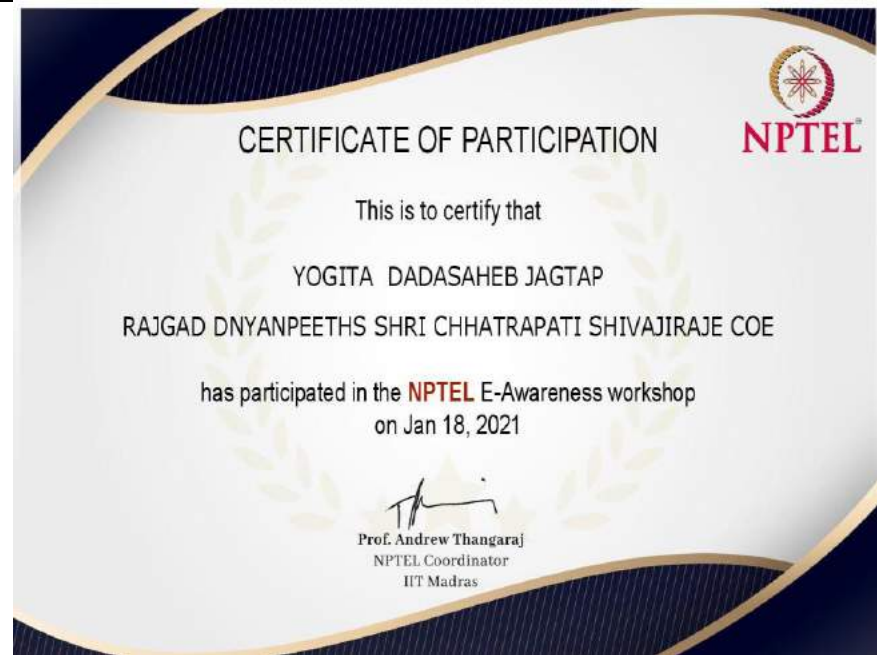 NPTEL
CERTIFICATE OF PARTICIPATION
This is to certify that
YOGITA DADASAHEB JAGTAP
RAJGAD DNYANPEETHS SHRI CHHATRAPATI SHIVAJIRAJE COE
has participated in the NPTEL E-Awareness workshop
on Jan 18, 2021
Prof. Andrew Thangaraj
NPTEL Coordinator
IIT Madras